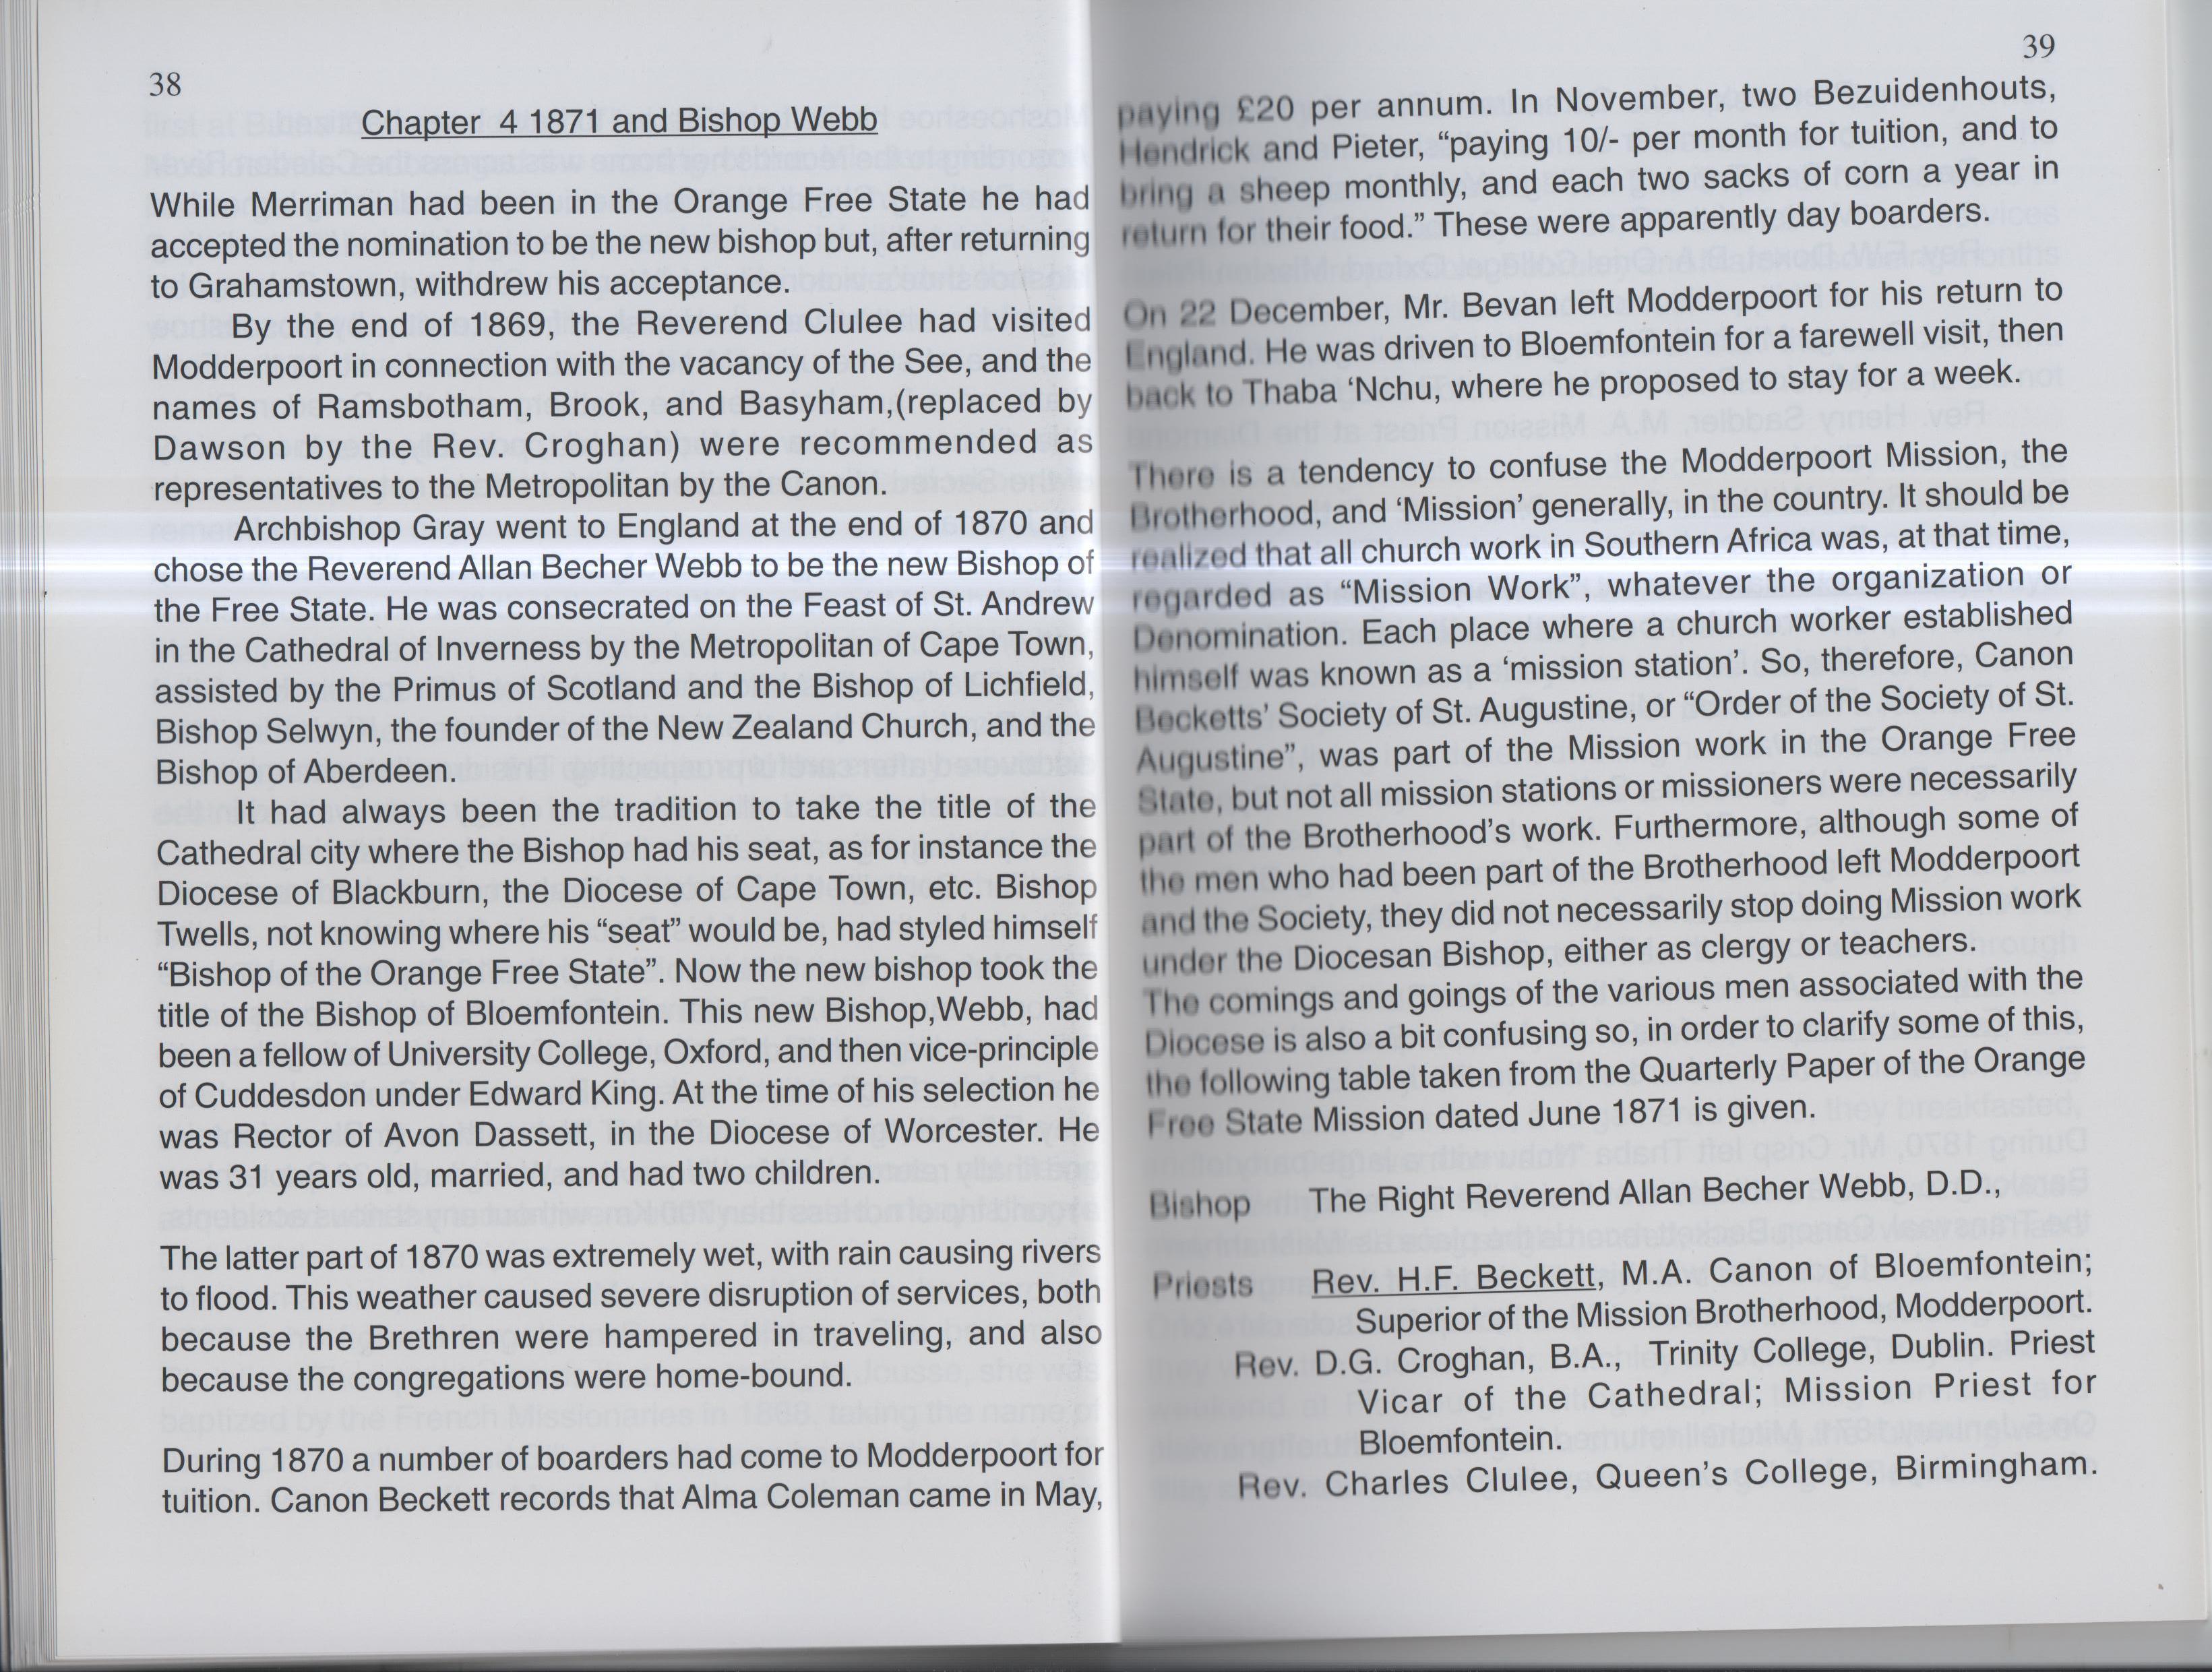 38
Chapter 4 1871 and Bishop Webb
While Merriman had been in the Orange Free State he had
accepted the nomination to be the new bishop but, after returning
to Grahamstown, withdrew his acceptance.
By the end of 1869, the Reverend Clulee had visited
Modderpoort in connection with the vacancy of the See, and the
names of Ramsbotham, Brook, and Basyham,(replaced by
Dawson by the Rev. Croghan) were recommended as
representatives to the Metropolitan by the Canon.
Archbishop Gray went to England at the end of 1870 and
chose the Reverend Allan Becher Webb to be the new Bishop of
the Free State. He was consecrated on the Feast of St. Andrew
in the Cathedral of Inverness by the Metropolitan of Cape Town,
assisted by the Primus of Scotland and the Bishop of Lichfield,
Bishop Selwyn, the founder of the New Zealand Church, and the
Bishop of Aberdeen.
It had always been the tradition to take the title of the
Cathedral city where the Bishop had his seat, as for instance the
Diocese of Blackburn, the Diocese of Cape Town, etc. Bishop
Twells, not knowing where his “seat” would be, had styled himself
“Bishop of the Orange Free State”. Now the new bishop took the
title of the Bishop of Bloemfontein. This new Bishop,Webb, had
been a fellow of University College, Oxford, and then vice-principle
of Cuddesdon under Edward King. At the time of his selection he
was Rector of Avon Dassett, in the Diocese of Worcester. He
was 31 years old, married, and had two children.
The latter part of 1870 was extremely wet, with rain causing rivers
to flood. This weather caused severe disruption of services, both
because the Brethren were hampered in traveling, and also
because the congregations were home-bound.
During 1870 a number of boarders had come to Modderpoort for
tuition. Canon Beckett records that Alma Coleman came in May,
39
paying £20 per annum. In November, two Bezuidenhouts,
Hendrick and Pieter, “paying 10/- per month for tuition, and to
bring a sheep monthly, and each two sacks of corn a year in
return for their food.” These were apparently day boarders.
On 22 December, Mr. Bevan left Modderpoort for his return to
England. He was driven to Bloemfontein for a farewell visit, then
back to Thaba ‘Nchu, where he proposed to stay for a week.
There is a tendency to confuse the Modderpoort Mission, the
Brotherhood, and ‘Mission’ generally, in the country. It should be
realized that all church work in Southern Africa was, at that time,
regarded as “Mission Work”, whatever the organization or
Denomination. Each place where a church worker established
himself was known as a ‘mission station’. So, therefore, Canon
Becketts’ Society of St. Augustine, or “Order of the Society of St.
Augustine”, was part of the Mission work in the Orange Free
State, but not all mission stations or missioners were necessarily
part of the Brotherhood’s work. Furthermore, although some of
the men who had been part of the Brotherhood left Modderpoort
and the Society, they did not necessarily stop doing Mission work
under the Diocesan Bishop, either as clergy or teachers.
The comings and goings of the various men associated with the
Diocese is also a bit confusing so, in order to clarify some of this,
the following table taken from the Quarterly Paper of the Orange
Free State Mission dated June 1871 is given.
Bishop The Right Reverend Allan Becher Webb, D.D.,
Priests Rev. H.F. Beckett, M.A. Canon of Bloemfontein;
Superior of the Mission Brotherhood, Modderpoort.
Rev. D.G. Croghan, B.A., Trinity College, Dublin. Priest
Vicar of the Cathedral; Mission Priest for
Bloemfontein.
Rev. Charles Clulee, Queen’s College, Birmingham.